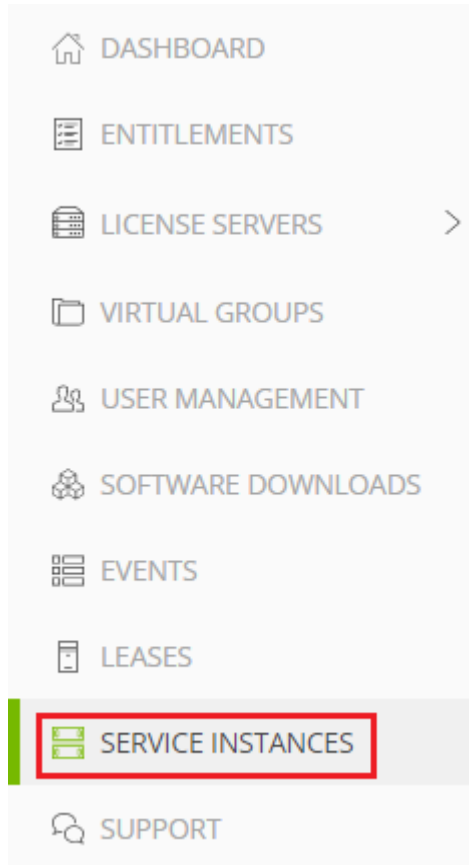 DASHBOARD
ENTITLEMENTS
LICENSE SERVERS
VIRTUAL GROUPS
USER MANAGEMENT
SOFTWARE DOWNLOADS
EVENTS
LEASES
SERVICE INSTANCES
SUPPORT